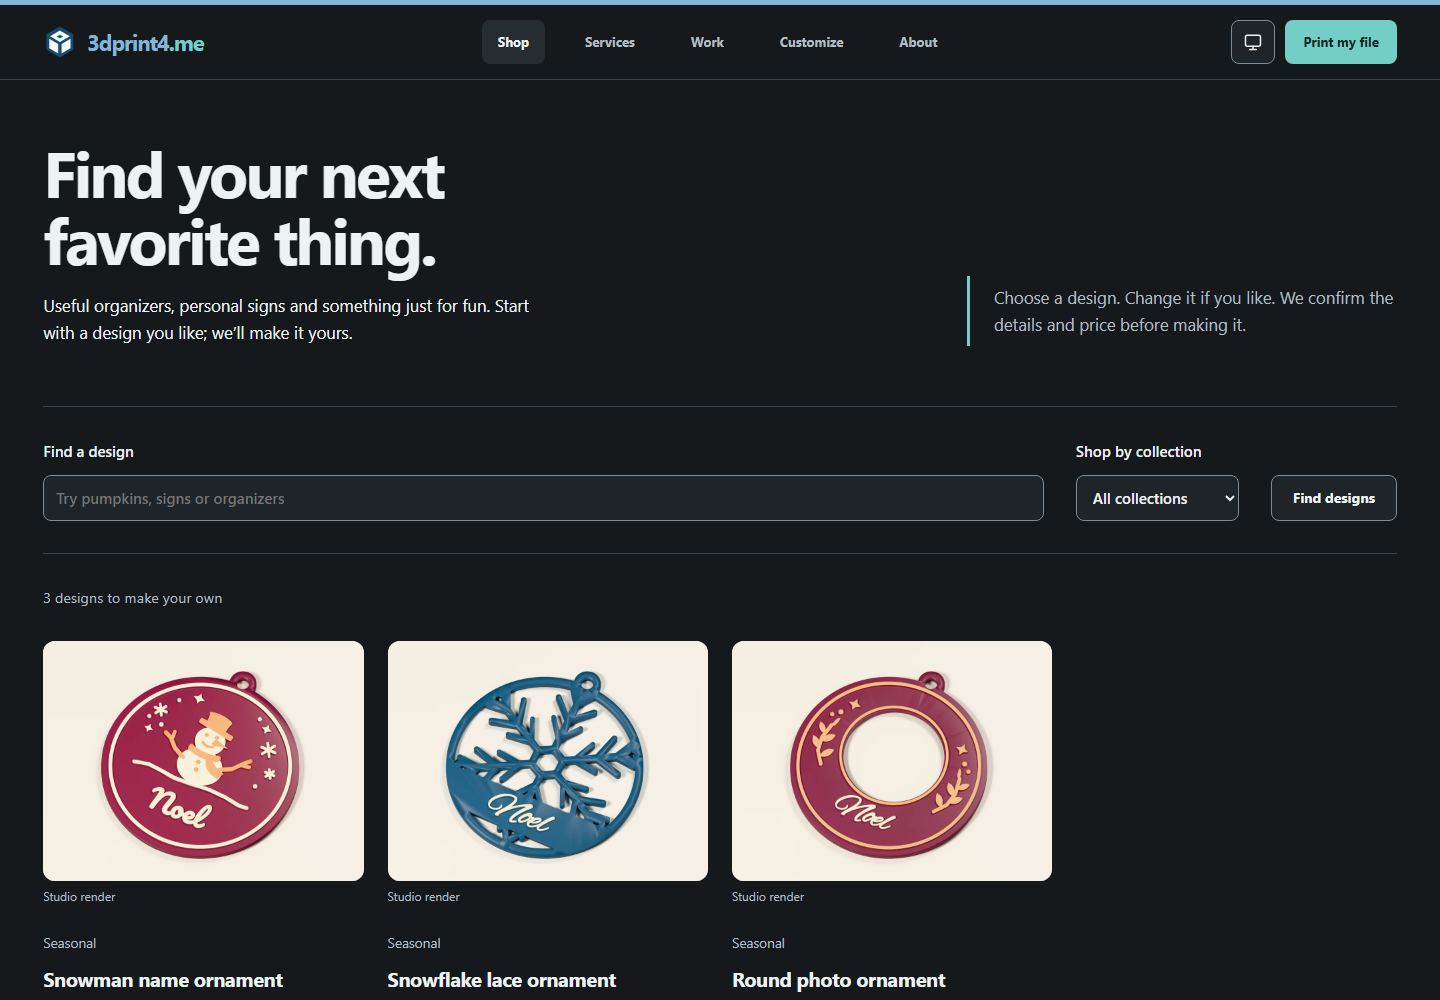 3dprint4.me
Shop
Services
Work
Customize
About
Print my file
Find your next
favorite thing.
Useful organizers, personal signs and something just for fun. Start
with a design you like; we’ll make it yours.
Choose a design. Change it if you like. We confirm the
details and price before making it.
Find a design
Shop by collection
Try pumpkins, signs or organizers
All collections
Find designs
3 designs to make your own
Noel
Noel
Noel
Studio render
Studio render
Studio render
Seasonal
Seasonal
Seasonal
Snowman name ornament
Snowflake lace ornament
Round photo ornament